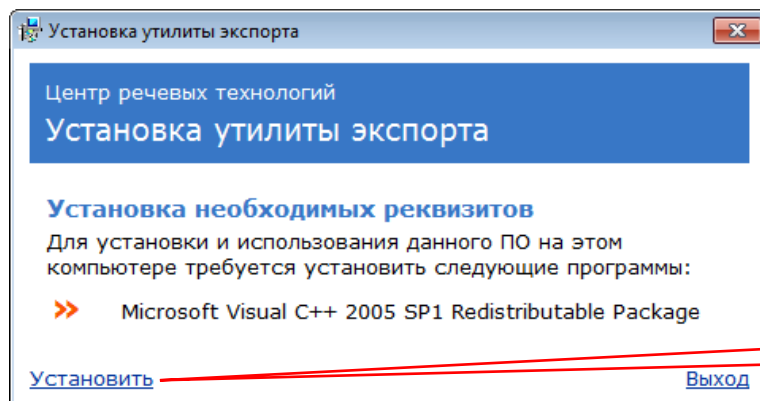 Установка утилиты экспорта
Центр речевых технологий
Установка утилиты экспорта
Установка необходимых реквизитов
Для установки и использования данного ПО на этом
компьютере требуется установить следующие программы:
Microsoft Visual C++ 2005 SP1 Redistributable Package
Установить Выход